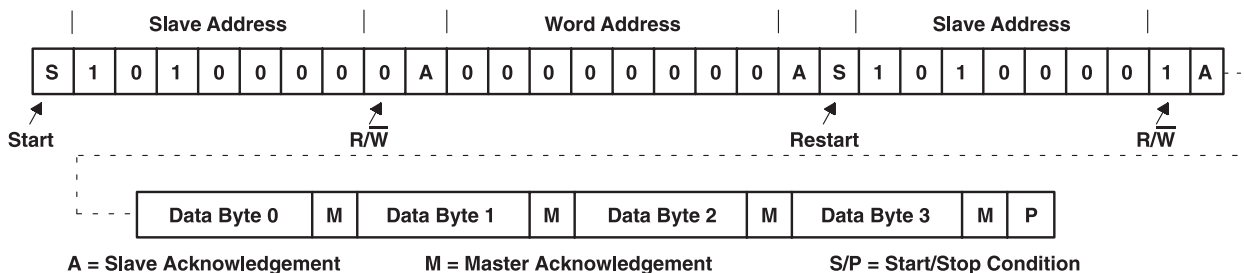 Slave Address Word Address Slave Address
S 1 0 1 0 0 0 0 0 A 0 0 0 0 0 0 0 0 A S 1 0 1 0 0 0 0 1 A
Start R/W̅ Restart R/W̅
Data Byte 0 M Data Byte 1 M Data Byte 2 M Data Byte 3 M P
A = Slave Acknowledgement M = Master Acknowledgement S/P = Start/Stop Condition